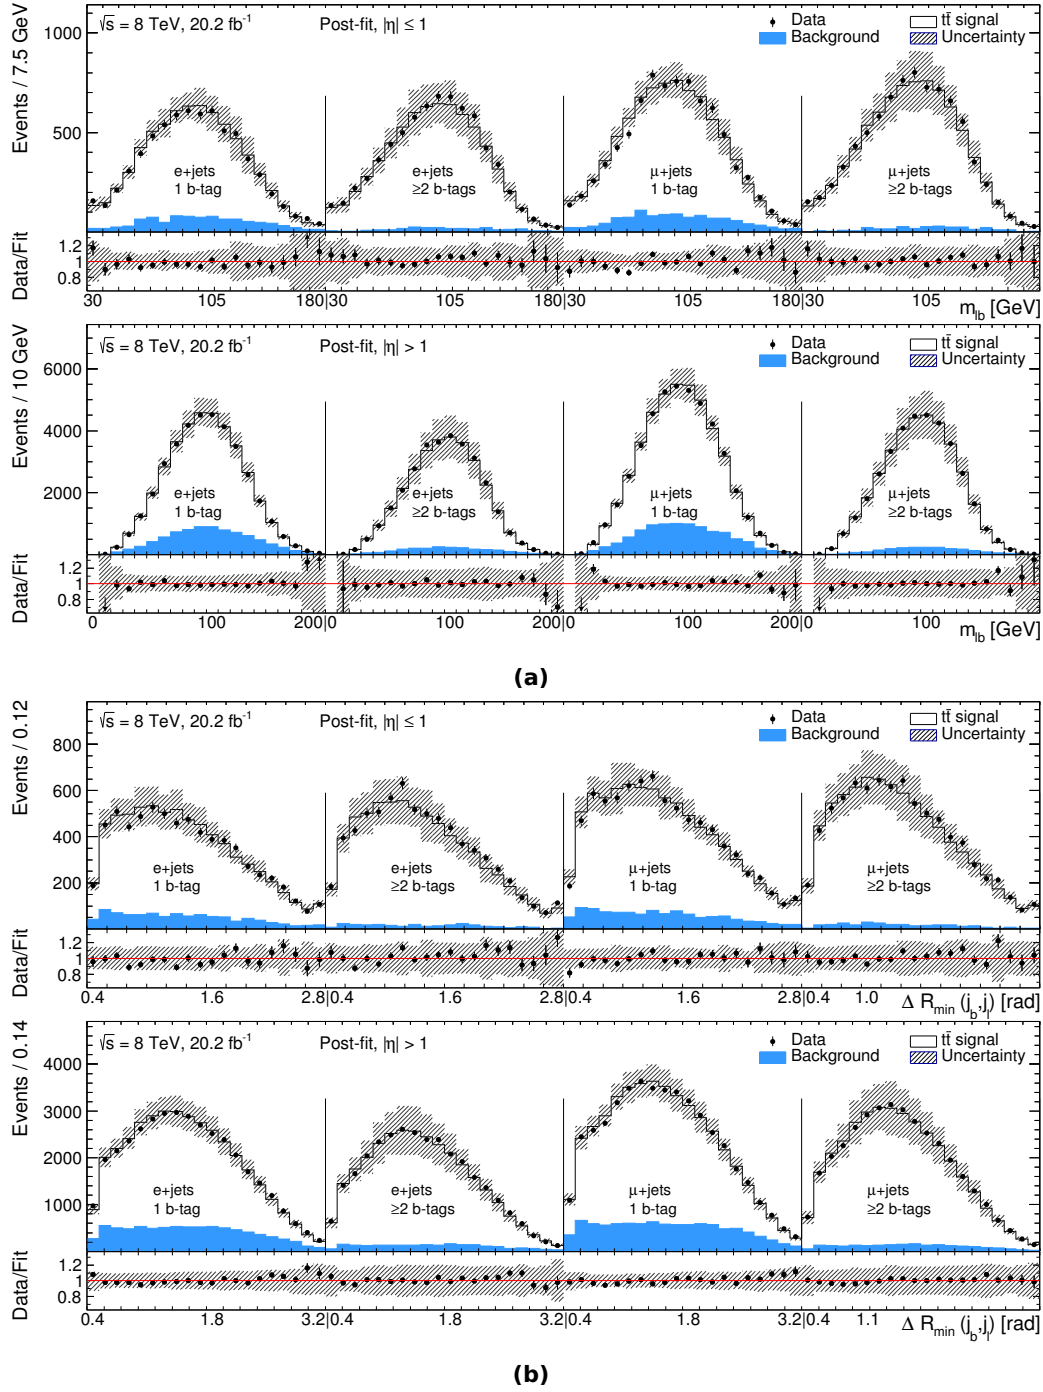 √s = 8 TeV, 20.2 fb⁻¹
Post-fit, |η| ≤ 1
Data
tt̄ signal
Background
Uncertainty
Events / 7.5 GeV
1000
500
e+jets
1 b-tag
e+jets
≥2 b-tags
μ+jets
1 b-tag
μ+jets
≥2 b-tags
Data/Fit
1.2
1
0.8
30 105 180|30 105 180|30 105 180|30 105
m_lb [GeV]
√s = 8 TeV, 20.2 fb⁻¹
Post-fit, |η| > 1
Data
tt̄ signal
Background
Uncertainty
Events / 10 GeV
6000
4000
2000
e+jets
1 b-tag
e+jets
≥2 b-tags
μ+jets
1 b-tag
μ+jets
≥2 b-tags
Data/Fit
1.2
1
0.8
0 100 200|0 100 200|0 100 200|0 100
m_lb [GeV]
(a)
√s = 8 TeV, 20.2 fb⁻¹
Post-fit, |η| ≤ 1
Data
tt̄ signal
Background
Uncertainty
Events / 0.12
800
600
400
200
e+jets
1 b-tag
e+jets
≥2 b-tags
μ+jets
1 b-tag
μ+jets
≥2 b-tags
Data/Fit
1.2
1
0.8
0.4 1.6 2.8|0.4 1.6 2.8|0.4 1.6 2.8|0.4 1.0
Δ R_min (j_b,j_l) [rad]
√s = 8 TeV, 20.2 fb⁻¹
Post-fit, |η| > 1
Data
tt̄ signal
Background
Uncertainty
Events / 0.14
4000
3000
2000
1000
e+jets
1 b-tag
e+jets
≥2 b-tags
μ+jets
1 b-tag
μ+jets
≥2 b-tags
Data/Fit
1.2
1
0.8
0.4 1.8 3.2|0.4 1.8 3.2|0.4 1.8 3.2|0.4 1.1
Δ R_min (j_b,j_l) [rad]
(b)